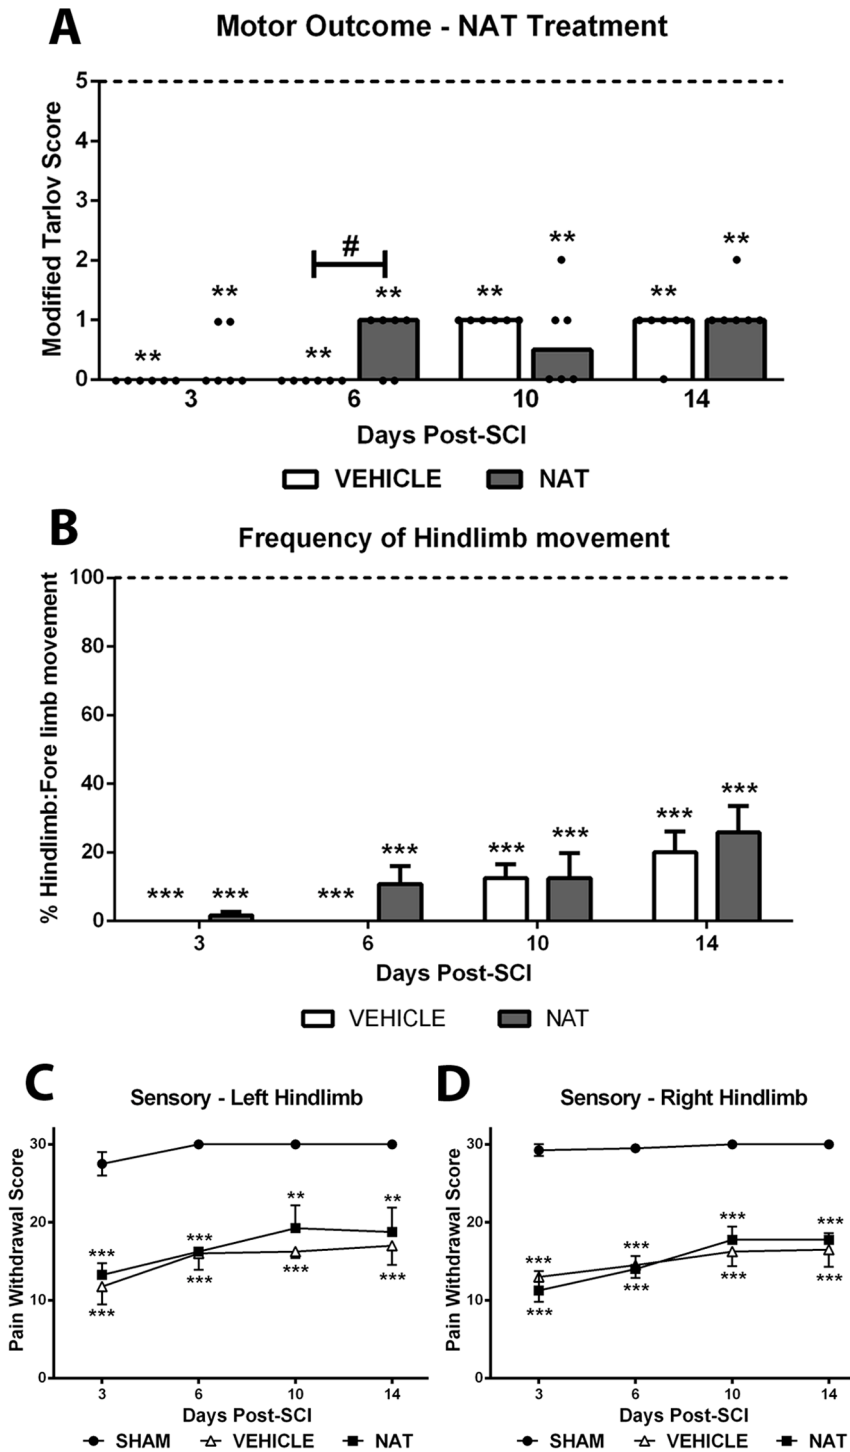 A
Motor Outcome - NAT Treatment
Modified Tarlov Score
5
4
3
2
1
0
#
**
**
**
**
**
**
**
**
3 6 10 14
Days Post-SCI
VEHICLE NAT
B
Frequency of Hindlimb movement
% Hindlimb:Fore limb movement
100
80
60
40
20
0
***
***
***
***
***
***
***
***
3 6 10 14
Days Post-SCI
VEHICLE NAT
C
Sensory - Left Hindlimb
Pain Withdrawal Score
30
20
10
0
***
***
**
**
***
***
***
***
3 6 10 14
Days Post-SCI
SHAM VEHICLE NAT
D
Sensory - Right Hindlimb
Pain Withdrawal Score
30
20
10
0
***
***
***
***
***
***
***
***
3 6 10 14
Days Post-SCI
SHAM VEHICLE NAT